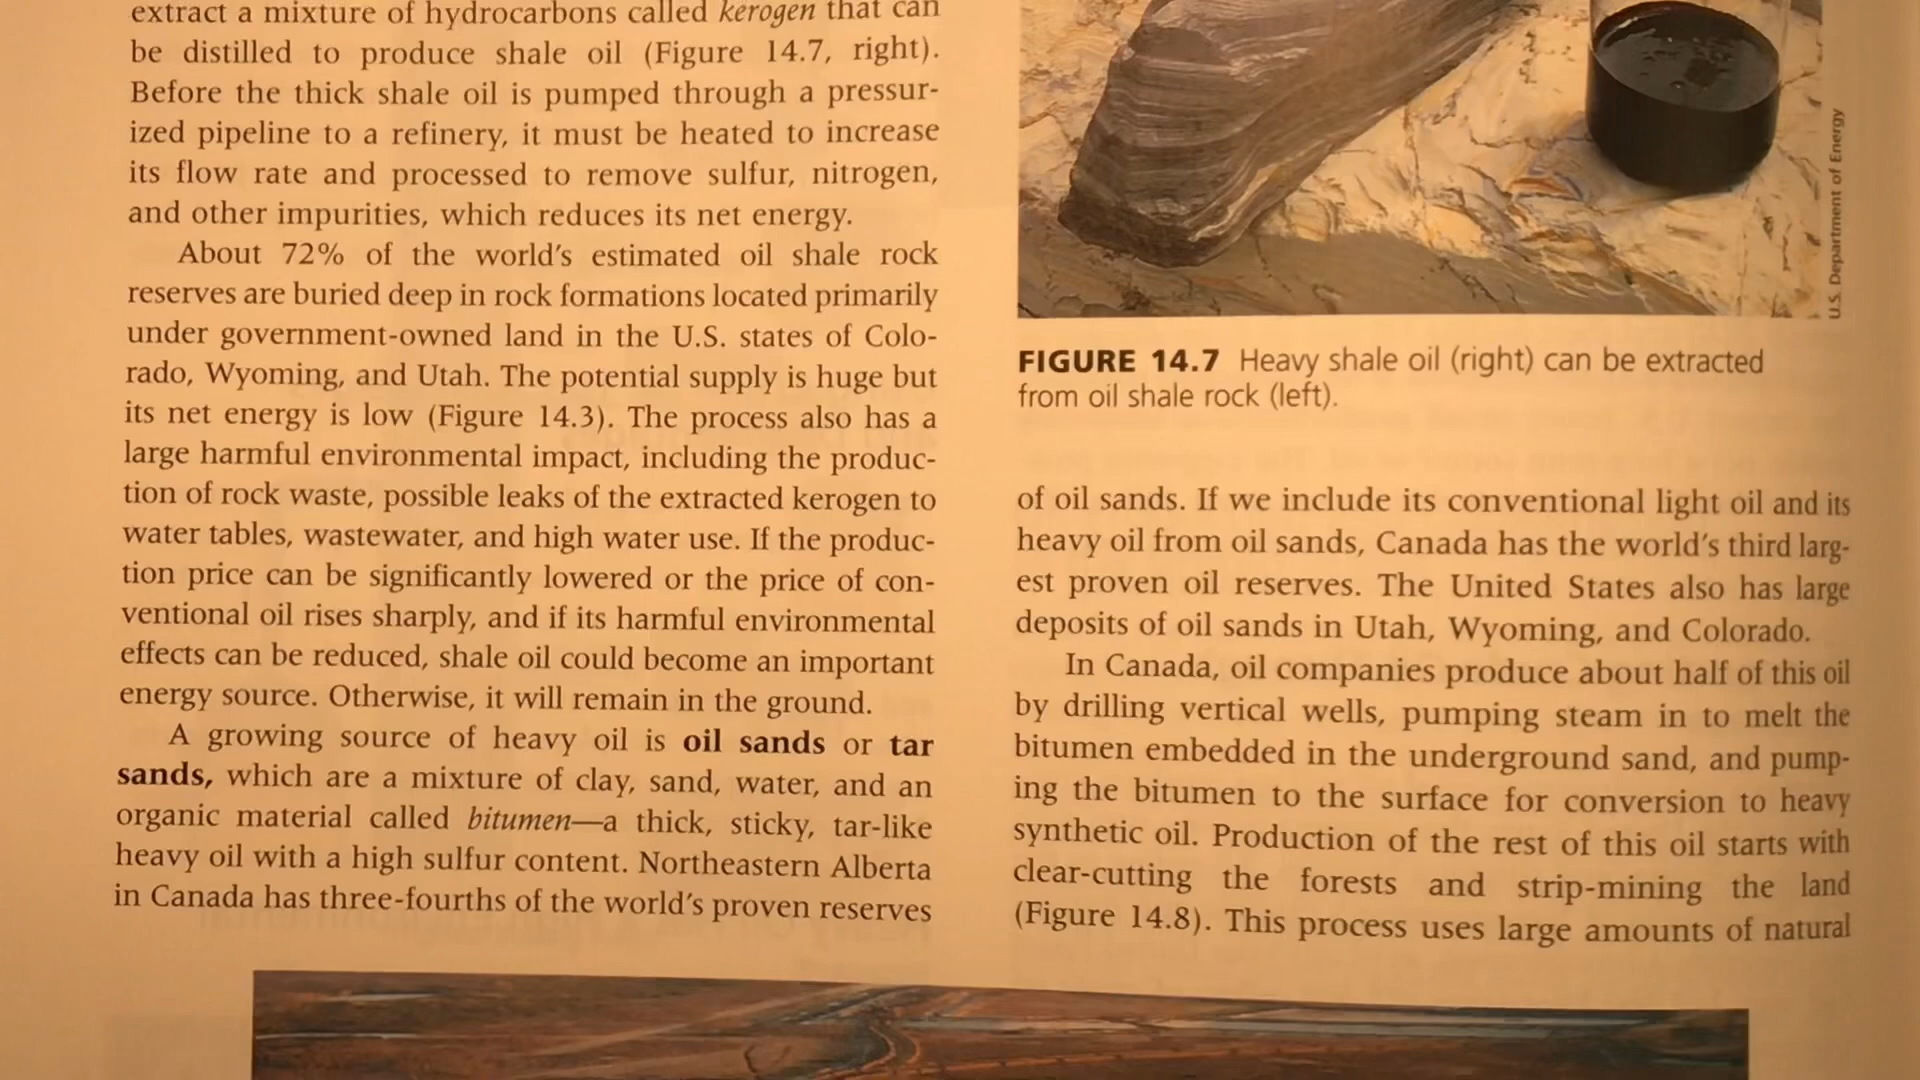 extract a mixture of hydrocarbons called kerogen that can
be distilled to produce shale oil (Figure 14.7, right).
Before the thick shale oil is pumped through a pressur-
ized pipeline to a refinery, it must be heated to increase
its flow rate and processed to remove sulfur, nitrogen,
and other impurities, which reduces its net energy.
About 72% of the world's estimated oil shale rock
reserves are buried deep in rock formations located primarily
under government-owned land in the U.S. states of Colo-
rado, Wyoming, and Utah. The potential supply is huge but
its net energy is low (Figure 14.3). The process also has a
large harmful environmental impact, including the produc-
tion of rock waste, possible leaks of the extracted kerogen to
water tables, wastewater, and high water use. If the produc-
tion price can be significantly lowered or the price of con-
ventional oil rises sharply, and if its harmful environmental
effects can be reduced, shale oil could become an important
energy source. Otherwise, it will remain in the ground.
A growing source of heavy oil is oil sands or tar
sands, which are a mixture of clay, sand, water, and an
organic material called bitumen—a thick, sticky, tar-like
heavy oil with a high sulfur content. Northeastern Alberta
in Canada has three-fourths of the world's proven reserves
U.S. Department of Energy
FIGURE 14.7 Heavy shale oil (right) can be extracted
from oil shale rock (left).
of oil sands. If we include its conventional light oil and its
heavy oil from oil sands, Canada has the world's third larg-
est proven oil reserves. The United States also has large
deposits of oil sands in Utah, Wyoming, and Colorado.
In Canada, oil companies produce about half of this oil
by drilling vertical wells, pumping steam in to melt the
bitumen embedded in the underground sand, and pump-
ing the bitumen to the surface for conversion to heavy
synthetic oil. Production of the rest of this oil starts with
clear-cutting the forests and strip-mining the land
(Figure 14.8). This process uses large amounts of natural